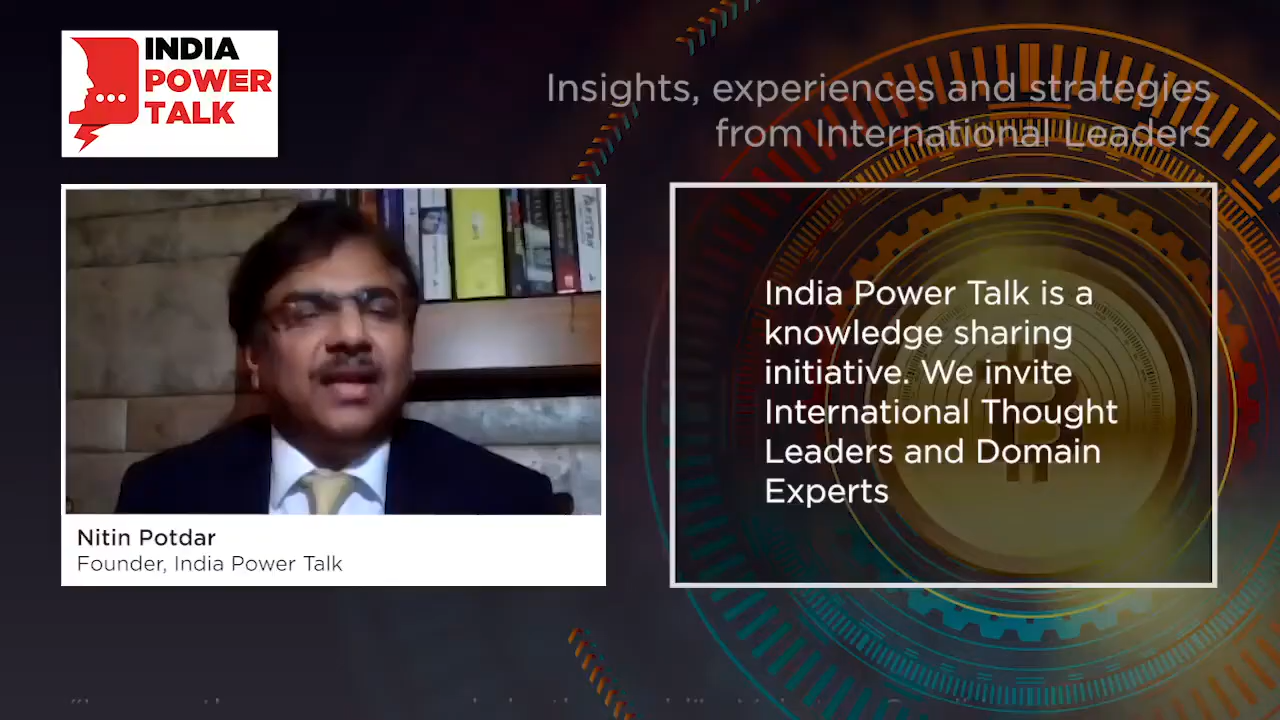 INDIA
POWER
TALK
Insights, experiences and strategies
from International Leaders
India Power Talk is a
knowledge sharing
initiative. We invite
International Thought
Leaders and Domain
Experts
Nitin Potdar
Founder, India Power Talk